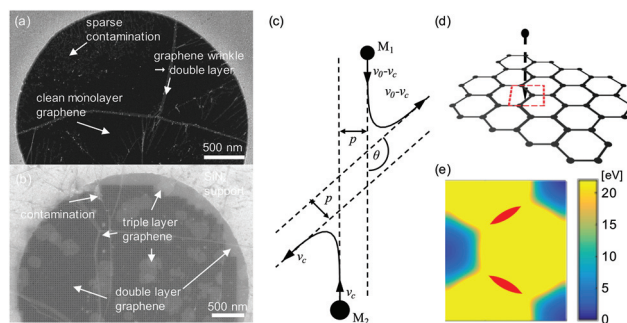 (a)
sparse
contamination
graphene wrinkle
→ double layer
clean monolayer
graphene
500 nm
(b)
support
contamination
triple layer
graphene
double layer
graphene
500 nm
(c)
M1
v0-vc
v0-vc
p
θ
p
vc
vc
M2
(d)
(e)
[eV]
20
15
10
5
0